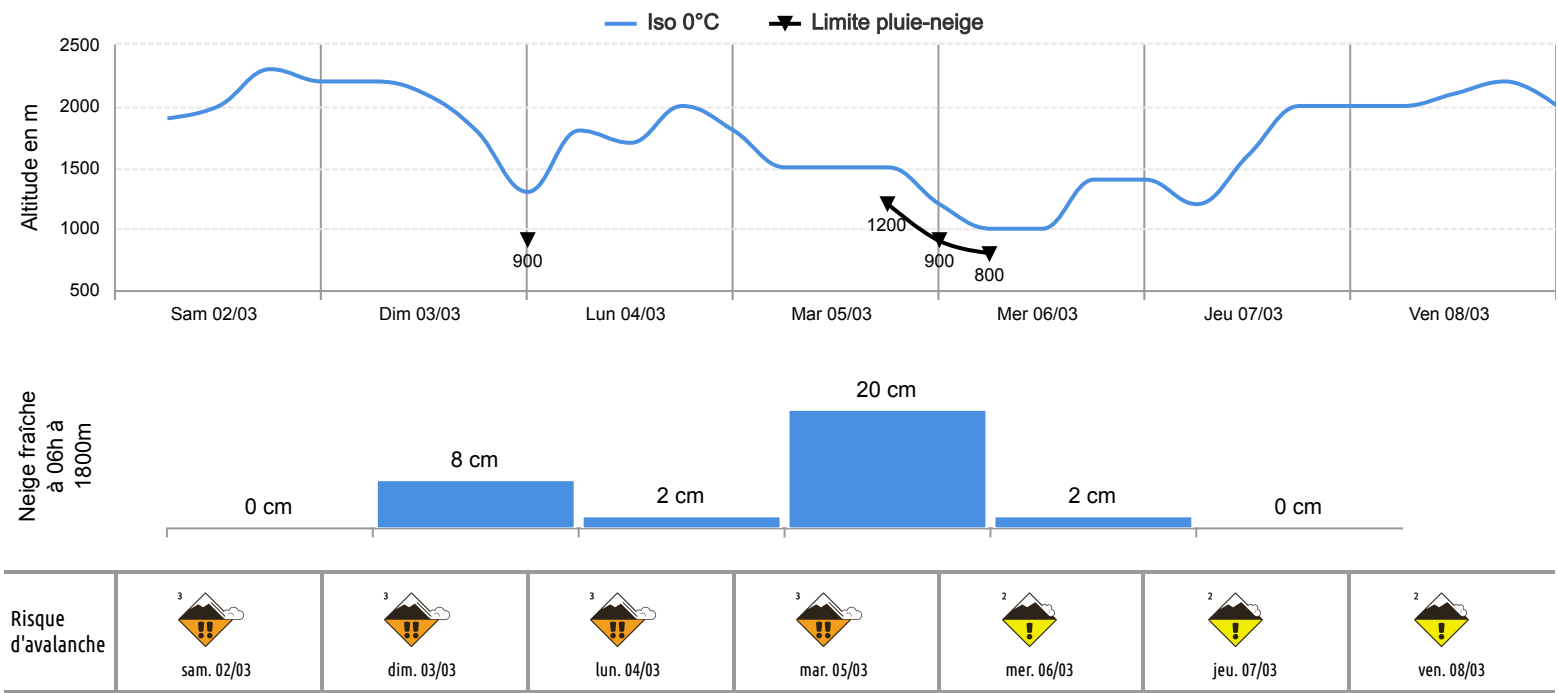 Iso 0°C Limite pluie-neige
Altitude en m
2500
2000
1500
1000
500
1200
900
900
800
Sam 02/03 Dim 03/03 Lun 04/03 Mar 05/03 Mer 06/03 Jeu 07/03 Ven 08/03
Neige fraîche
à 06h à
1800m
0 cm 8 cm 2 cm 20 cm 2 cm 0 cm
Risque
d'avalanche
3 3 3 3 2 2 2
!! !! !! !! ! ! !
sam. 02/03 dim. 03/03 lun. 04/03 mar. 05/03 mer. 06/03 jeu. 07/03 ven. 08/03